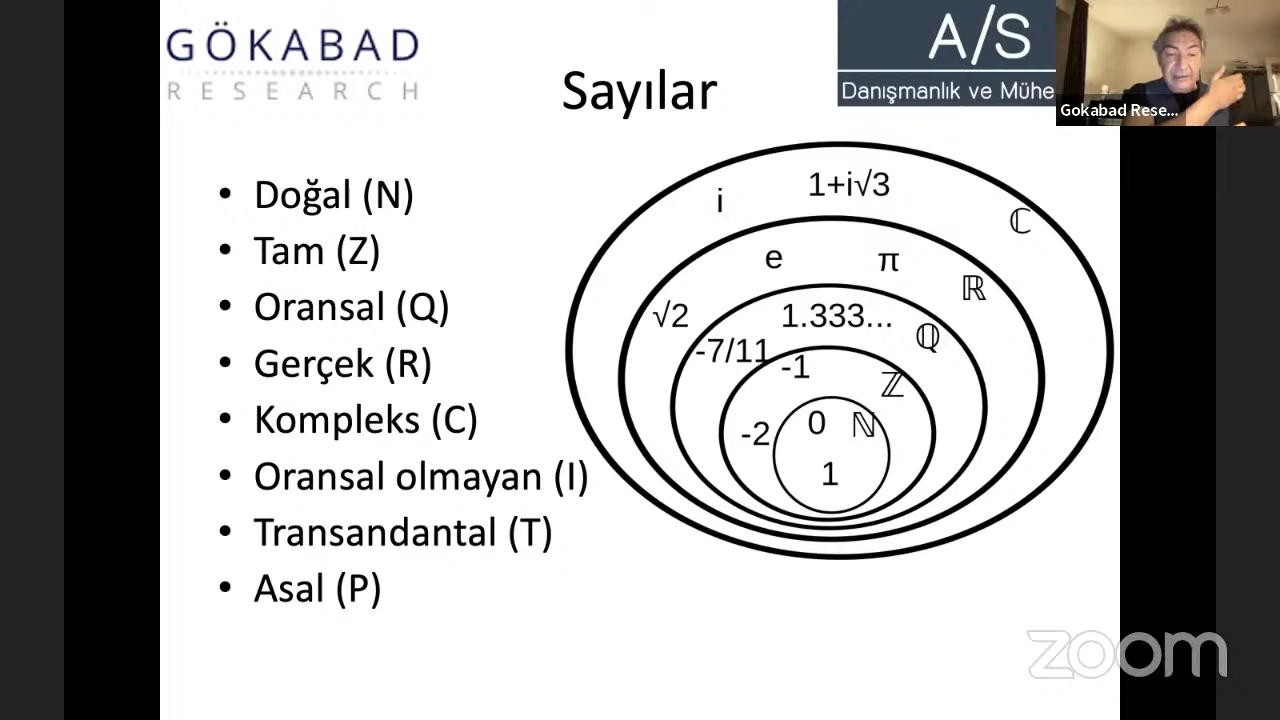 GÖKABAD
RESEARCH
Sayılar
A/S
Danışmanlık ve Mühe
Gokabad Rese...
• Doğal (N)
• Tam (Z)
• Oransal (Q)
• Gerçek (R)
• Kompleks (C)
• Oransal olmayan (I)
• Transandantal (T)
• Asal (P)
i 1+i√3 ℂ
e π ℝ
√2 1.333... ℚ
-7/11 -1 ℤ
-2 0 ℕ
1
zoom